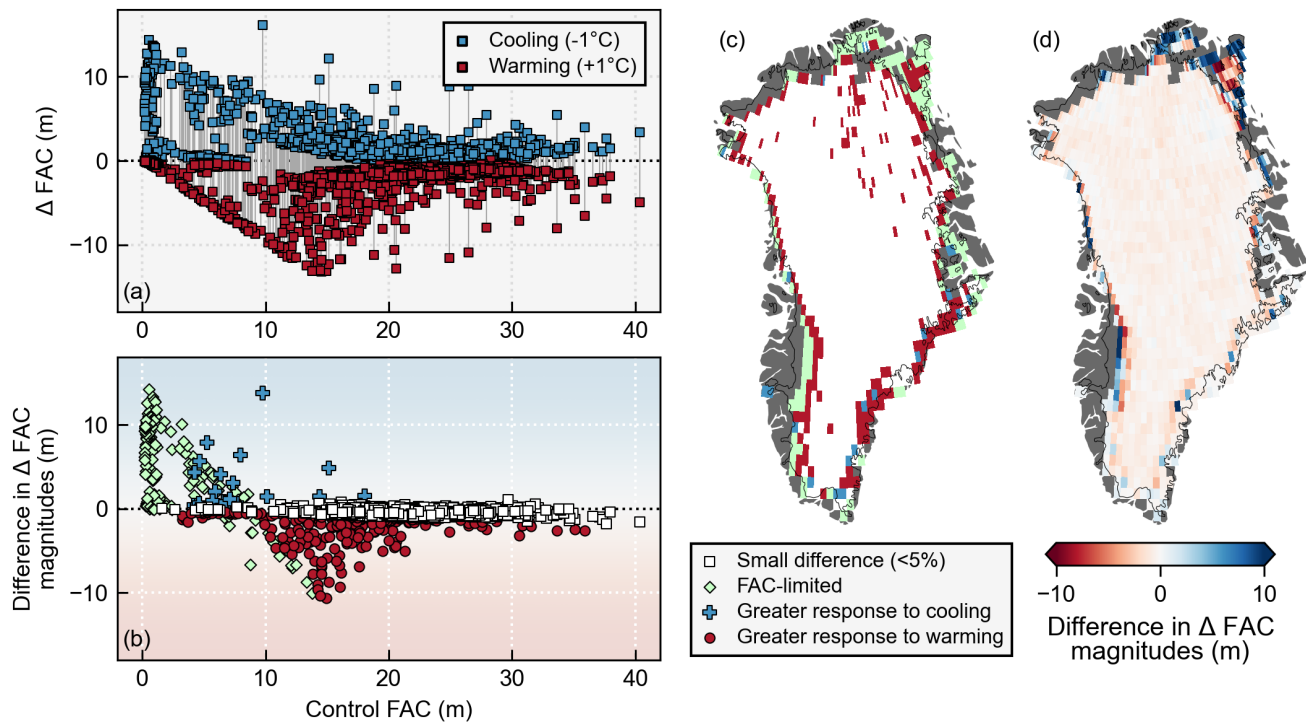 Δ FAC (m)
10
0
−10
Cooling (-1°C)
Warming (+1°C)
(a)
0 10 20 30 40
Difference in Δ FAC
magnitudes (m)
10
0
−10
(b)
0 10 20 30 40
Control FAC (m)
(c)
(d)
Small difference (<5%)
FAC-limited
Greater response to cooling
Greater response to warming
−10 0 10
Difference in Δ FAC
magnitudes (m)